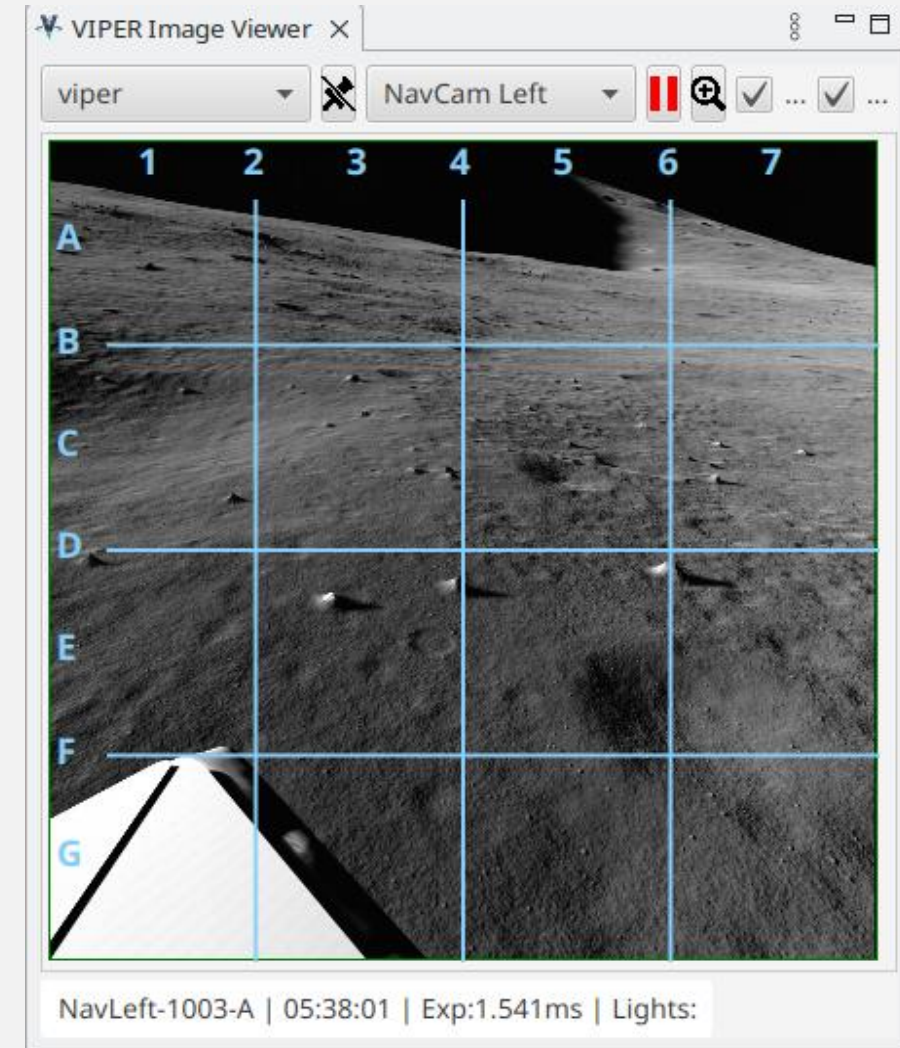 VIPER Image Viewer
viper NavCam Left ... ...
1 2 3 4 5 6 7
A
B
C
D
E
F
G
NavLeft-1003-A | 05:38:01 | Exp:1.541ms | Lights: